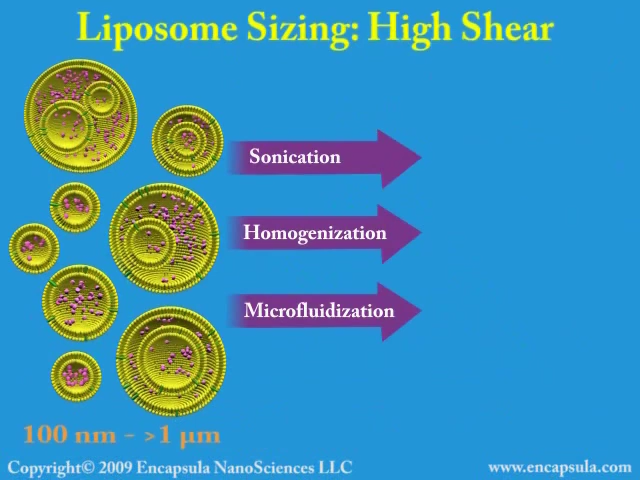 Liposome Sizing: High Shear
Sonication
Homogenization
Microfluidization
100 nm - >1 µm
Copyright© 2009 Encapsula NanoSciences LLC
www.encapsula.com